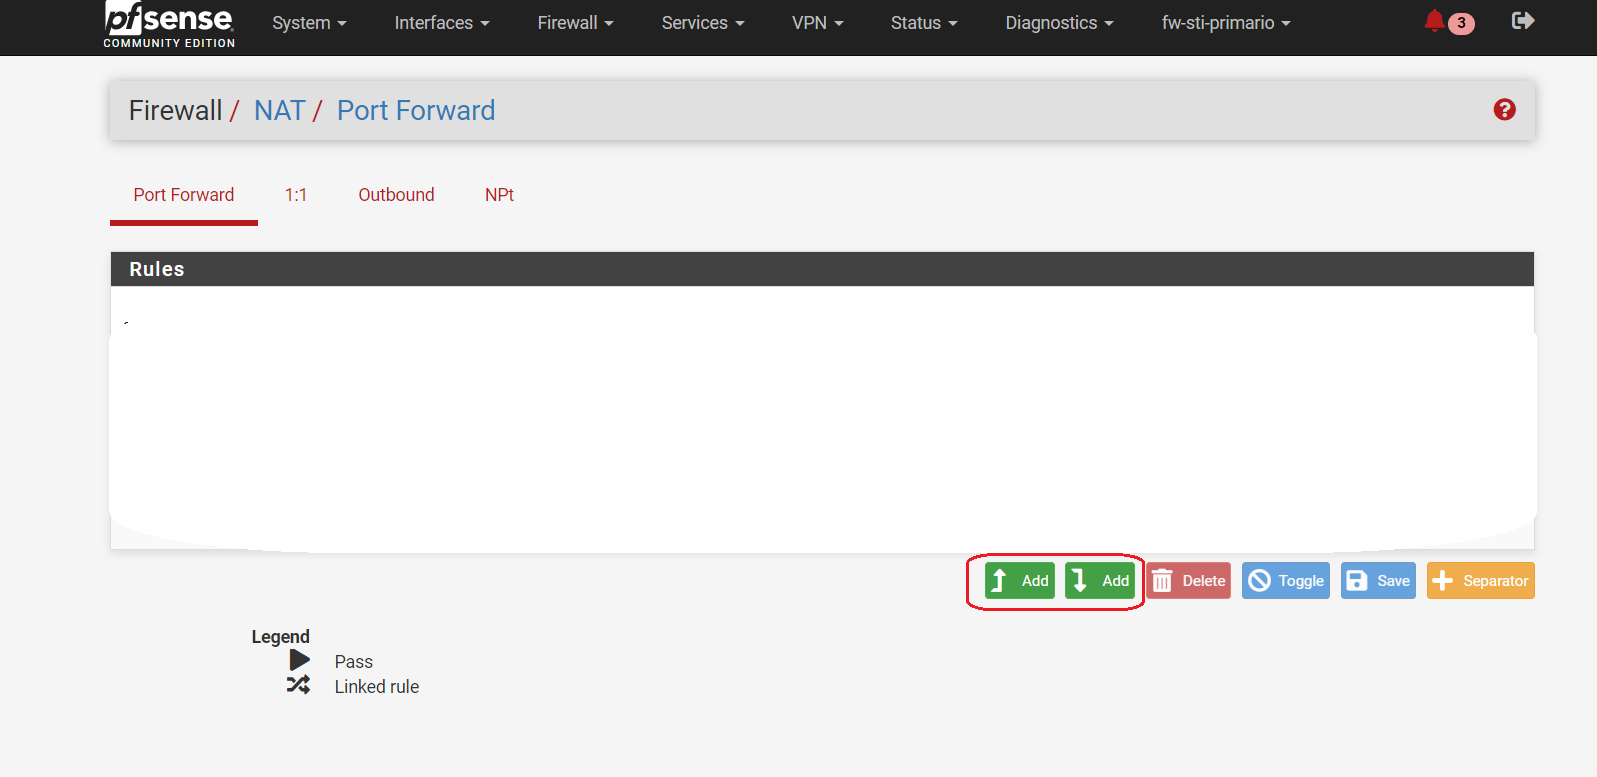 pfsense
COMMUNITY EDITION
System Interfaces Firewall Services VPN Status Diagnostics fw-sti-primario 3
Firewall / NAT / Port Forward
Port Forward 1:1 Outbound NPt
Rules
Add Add Delete Toggle Save Separator
Legend
Pass
Linked rule